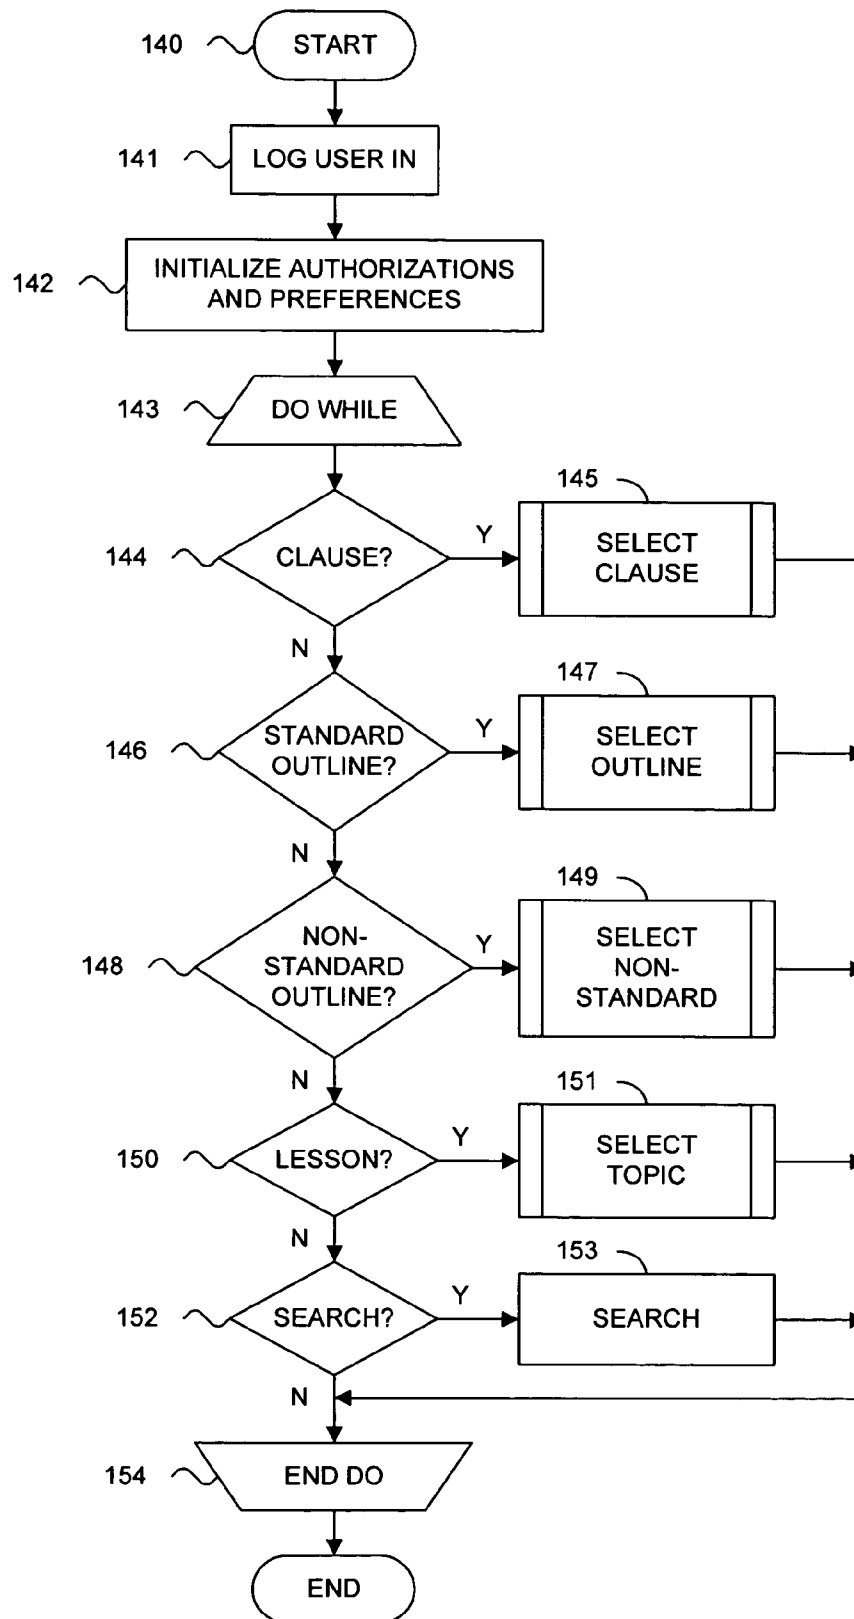 140
START
141
LOG USER IN
142
INITIALIZE AUTHORIZATIONS
AND PREFERENCES
143
DO WHILE
144
CLAUSE?
Y
145
SELECT
CLAUSE
N
146
STANDARD
OUTLINE?
Y
147
SELECT
OUTLINE
N
148
NON-
STANDARD
OUTLINE?
Y
149
SELECT
NON-
STANDARD
N
150
LESSON?
Y
151
SELECT
TOPIC
N
152
SEARCH?
Y
153
SEARCH
N
154
END DO
END